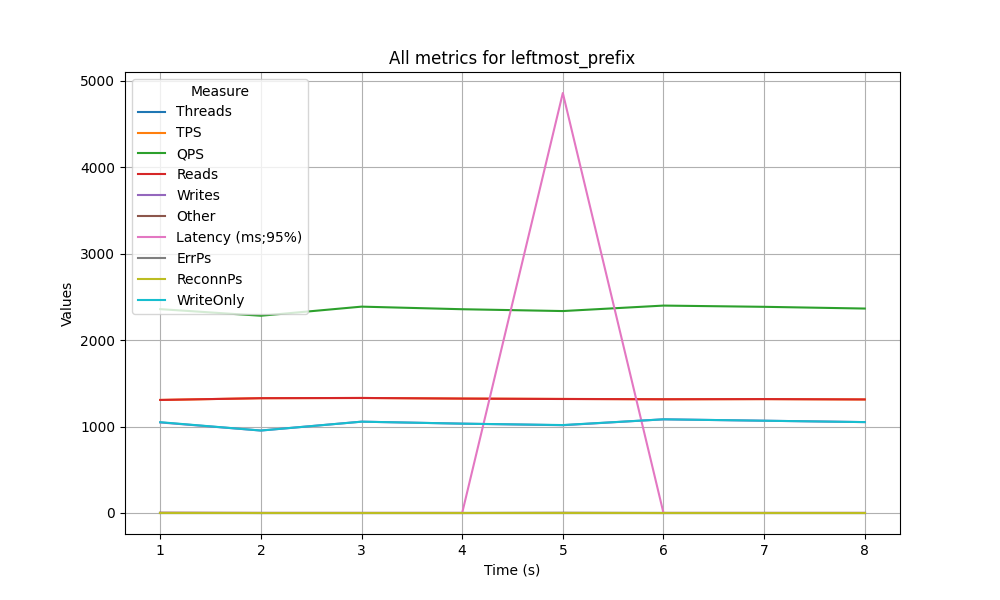 All metrics for leftmost_prefix
5000
4000
3000
2000
1000
0
Values
Measure
Threads
TPS
QPS
Reads
Writes
Other
Latency (ms;95%)
ErrPs
ReconnPs
WriteOnly
1 2 3 4 5 6 7 8
Time (s)